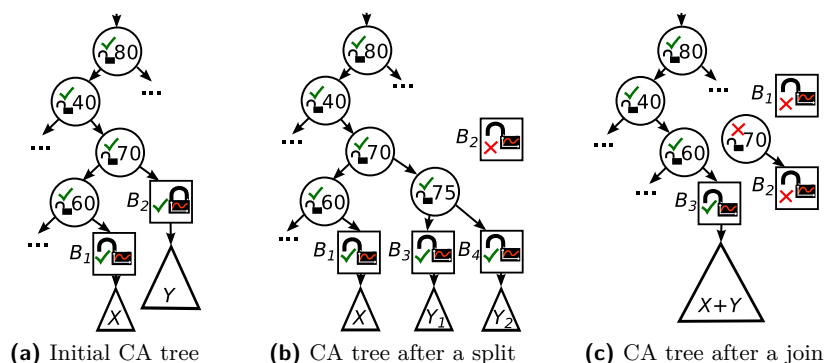 80
40
...
70
60
B2
...
B1
X
Y
(a) Initial CA tree
80
40
...
B2
...
70
60
75
...
B1
B3
B4
X
Y1
Y2
(b) CA tree after a split
80
B1
40
...
70
...
60
B3
B2
...
X+Y
(c) CA tree after a join